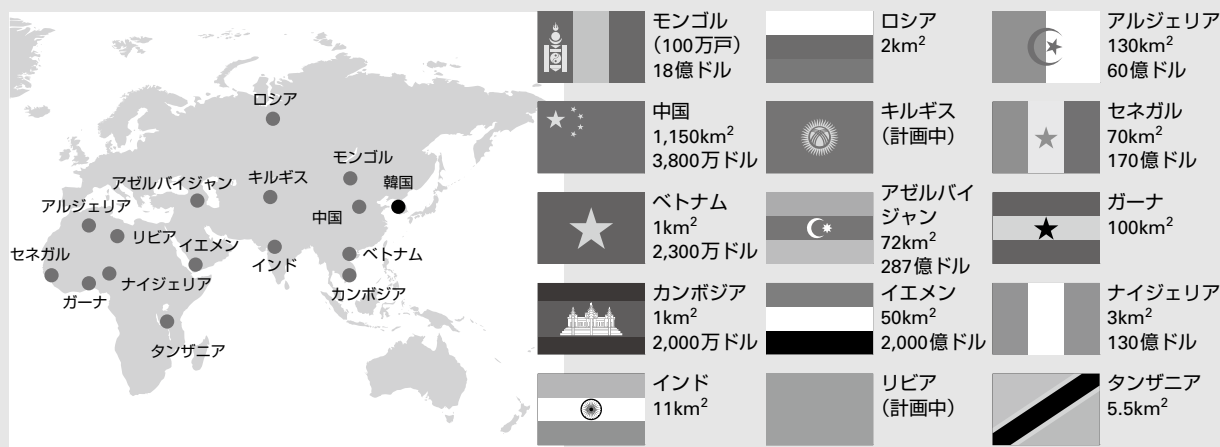 ロシア
モンゴル
キルギス
韓国
アゼルバイジャン
中国
アルジェリア
リビア
イエメン
セネガル
インド
ベトナム
ナイジェリア
カンボジア
ガーナ
タンザニア
モンゴル
(100万戸)
18億ドル
ロシア
2km²
アルジェリア
130km²
60億ドル
中国
1,150km²
3,800万ドル
キルギス
(計画中)
セネガル
70km²
170億ドル
ベトナム
1km²
2,300万ドル
アゼルバイ
ジャン
72km²
287億ドル
ガーナ
100km²
カンボジア
1km²
2,000万ドル
イエメン
50km²
2,000億ドル
ナイジェリア
3km²
130億ドル
インド
11km²
リビア
(計画中)
タンザニア
5.5km²